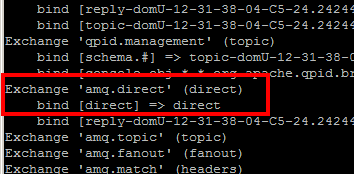 bind [reply-domU-12-31-38-04-C5-24.24244
bind [topic-domU-12-31-38-04-C5-24.24244
Exchange 'qpid.management' (topic)
bind [schema.#] => topic-domU-12-31-38-0
bind [console.obj.*.*.org.apache.qpid.br
Exchange 'amq.direct' (direct)
bind [direct] => direct
bind [reply-domU-12-31-38-04-C5-24.24244
Exchange 'amq.topic' (topic)
Exchange 'amq.fanout' (fanout)
Exchange 'amq.match' (headers)